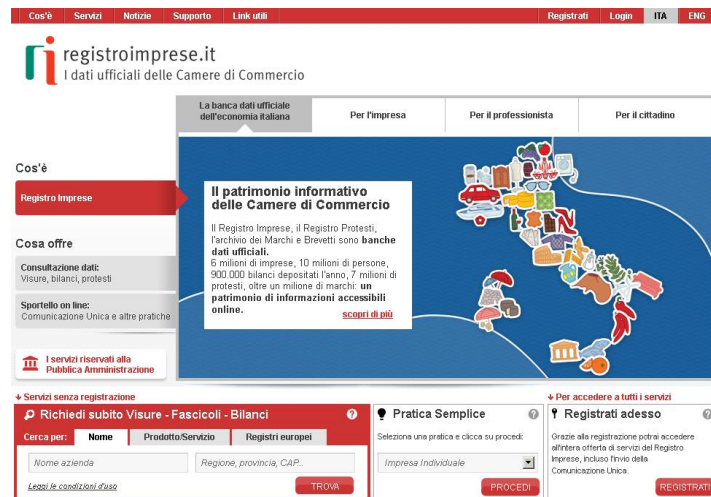 Cos'è Servizi Notizie Supporto Link utili Registrati Login ITA ENG
registroimprese.it
I dati ufficiali delle Camere di Commercio
La banca dati ufficiale
dell'economia italiana
Per l'impresa
Per il professionista
Per il cittadino
Cos'è
Registro Imprese
Cosa offre
Consultazione dati:
Visure, bilanci, protesti
Sportello on line:
Comunicazione Unica e altre pratiche
I servizi riservati alla
Pubblica Amministrazione
Il patrimonio informativo
delle Camere di Commercio
Il Registro Imprese, il Registro Protesti,
l'archivio dei Marchi e Brevetti sono banche
dati ufficiali.
6 milioni di imprese, 10 milioni di persone,
900.000 bilanci depositati l'anno, 7 milioni di
protesti, oltre un milione di marchi: un
patrimonio di informazioni accessibili
online.
scopri di più
Servizi senza registrazione
Richiedi subito Visure - Fascicoli - Bilanci ?
Cerca per: Nome Prodotto/Servizio Registri europei
Nome azienda Regione, provincia, CAP...
Leggi le condizioni d'uso TROVA
Pratica Semplice ?
Seleziona una pratica e clicca su procedi:
Impresa Individuale
PROCEDI
Per accedere a tutti i servizi
Registrati adesso ?
Grazie alla registrazione potrai accedere
all'intera offerta di servizi del Registro
Imprese, incluso l'invio della
Comunicazione Unica.
REGISTRATI